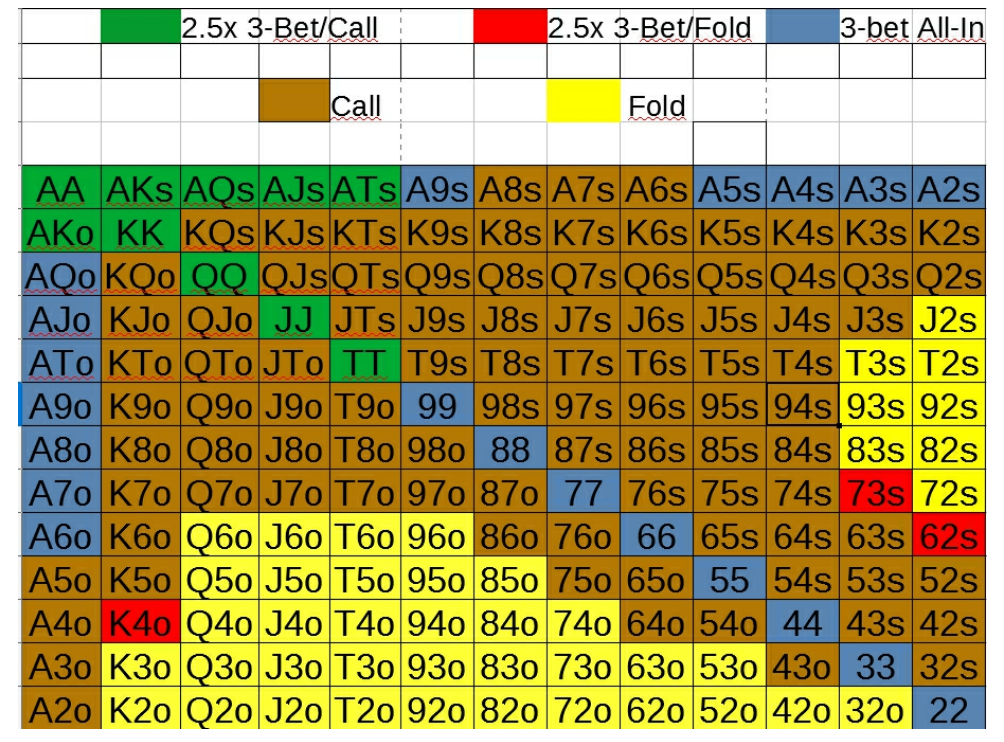 2.5x 3-Bet/Call 2.5x 3-Bet/Fold 3-bet All-In
Call Fold
AA AKs AQs AJs ATs A9s A8s A7s A6s A5s A4s A3s A2s
AKo KK KQs KJs KTs K9s K8s K7s K6s K5s K4s K3s K2s
AQo KQo QQ QJs QTs Q9s Q8s Q7s Q6s Q5s Q4s Q3s Q2s
AJo KJo QJo JJ JTs J9s J8s J7s J6s J5s J4s J3s J2s
ATo KTo QTo JTo TT T9s T8s T7s T6s T5s T4s T3s T2s
A9o K9o Q9o J9o T9o 99 98s 97s 96s 95s 94s 93s 92s
A8o K8o Q8o J8o T8o 98o 88 87s 86s 85s 84s 83s 82s
A7o K7o Q7o J7o T7o 97o 87o 77 76s 75s 74s 73s 72s
A6o K6o Q6o J6o T6o 96o 86o 76o 66 65s 64s 63s 62s
A5o K5o Q5o J5o T5o 95o 85o 75o 65o 55 54s 53s 52s
A4o K4o Q4o J4o T4o 94o 84o 74o 64o 54o 44 43s 42s
A3o K3o Q3o J3o T3o 93o 83o 73o 63o 53o 43o 33 32s
A2o K2o Q2o J2o T2o 92o 82o 72o 62o 52o 42o 32o 22